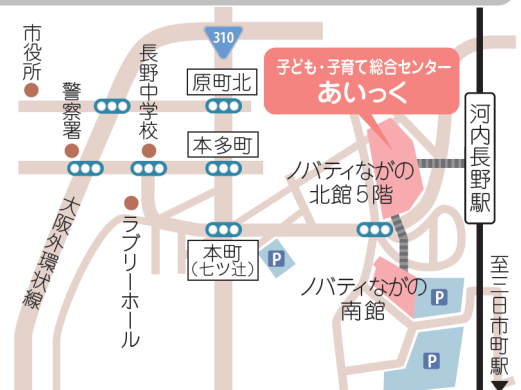 市役所
警察署
長野中学校
310
原町北
本多町
子ども・子育て総合センター
あいっく
河内長野駅
ノバティながの
北館5階
大阪外環状線
ラブリーホール
本町
(七ツ辻)
P
ノバティながの
南館
P
P
至三日市町駅